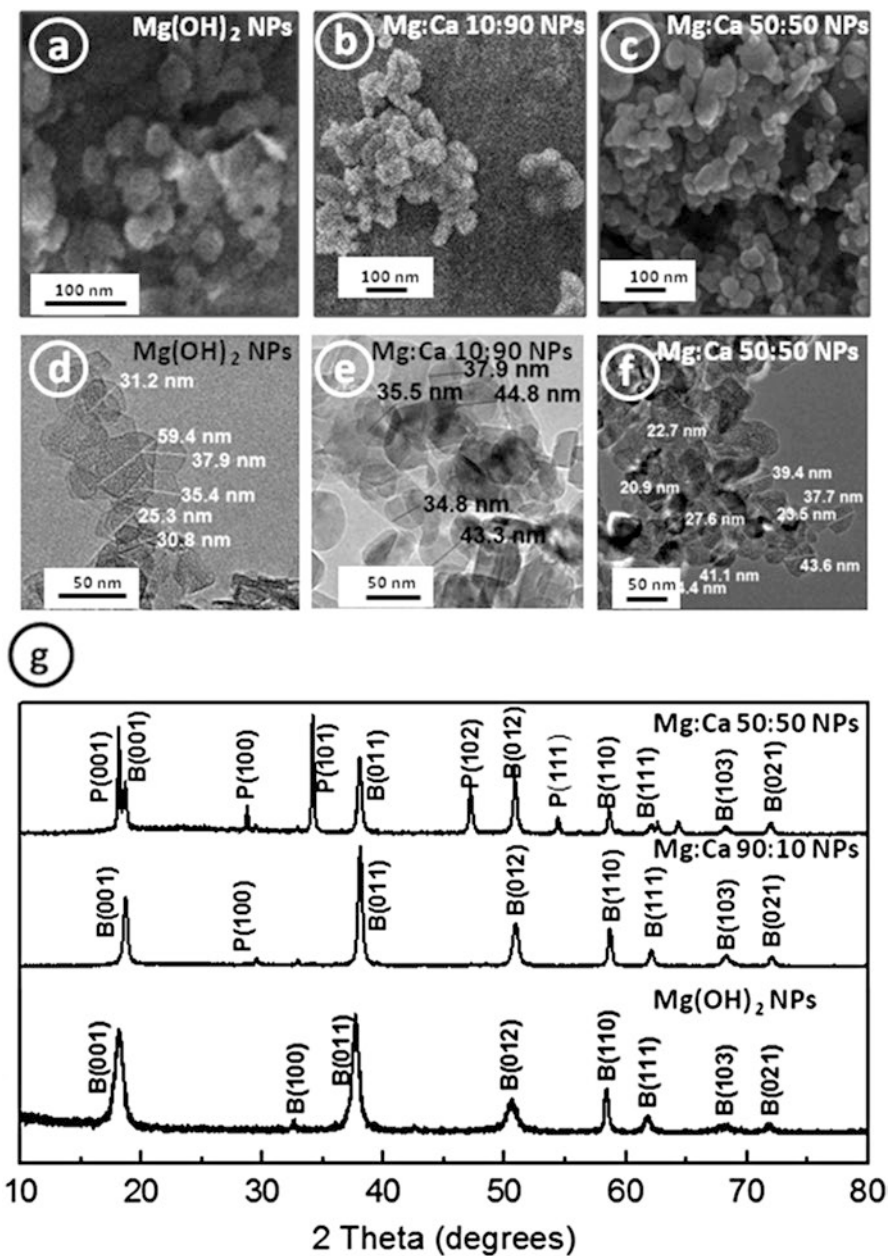 a
Mg(OH)₂ NPs
b
Mg:Ca 10:90 NPs
c
Mg:Ca 50:50 NPs
100 nm
100 nm
100 nm
d
Mg(OH)₂ NPs
31.2 nm
59.4 nm
37.9 nm
35.4 nm
25.3 nm
30.8 nm
50 nm
e
Mg:Ca 10:90 NPs
37.9 nm
35.5 nm
44.8 nm
34.8 nm
43.3 nm
50 nm
f
Mg:Ca 50:50 NPs
22.7 nm
39.4 nm
20.9 nm
37.7 nm
27.6 nm
23.5 nm
43.6 nm
41.1 nm
4.4 nm
50 nm
g
Mg:Ca 50:50 NPs
P(001)
B(001)
P(100)
P(101)
B(011)
P(102)
B(012)
P(111)
B(110)
B(111)
B(103)
B(021)
Mg:Ca 90:10 NPs
B(001)
P(100)
B(011)
B(012)
B(110)
B(111)
B(103)
B(021)
Mg(OH)₂ NPs
B(001)
B(100)
B(011)
B(012)
B(110)
B(111)
B(103)
B(021)
10 20 30 40 50 60 70 80
2 Theta (degrees)